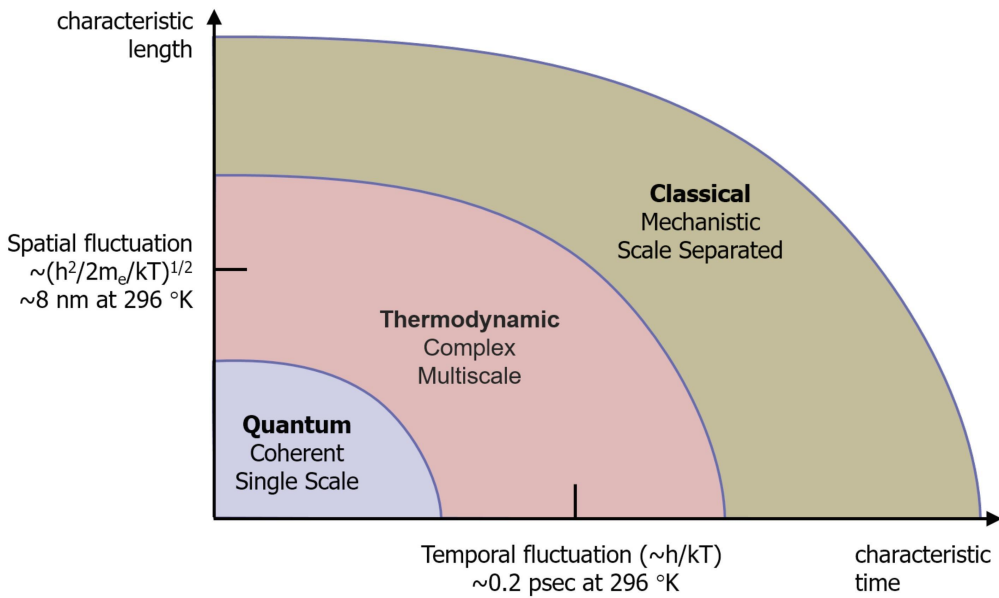 characteristic
length
Classical
Mechanistic
Scale Separated
Spatial fluctuation
~(h²/2mₑ/kT)¹/²
~8 nm at 296 °K
Thermodynamic
Complex
Multiscale
Quantum
Coherent
Single Scale
Temporal fluctuation (~h/kT)
~0.2 psec at 296 °K
characteristic
time